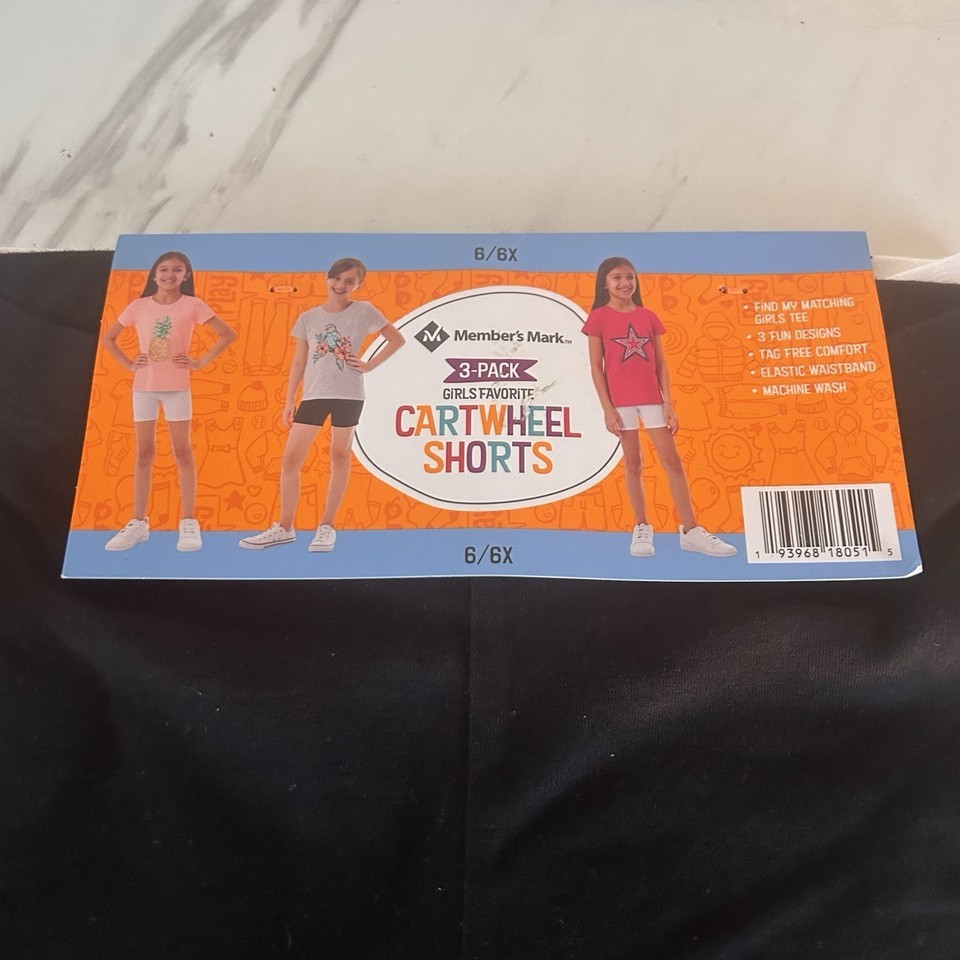 6/6X
Member's Mark™
3-PACK
GIRLS FAVORITE
CARTWHEEL
SHORTS
• FIND MY MATCHING
GIRLS TEE
• 3 FUN DESIGNS
• TAG FREE COMFORT
• ELASTIC WAISTBAND
• MACHINE WASH
1 93968 18051 5
6/6X